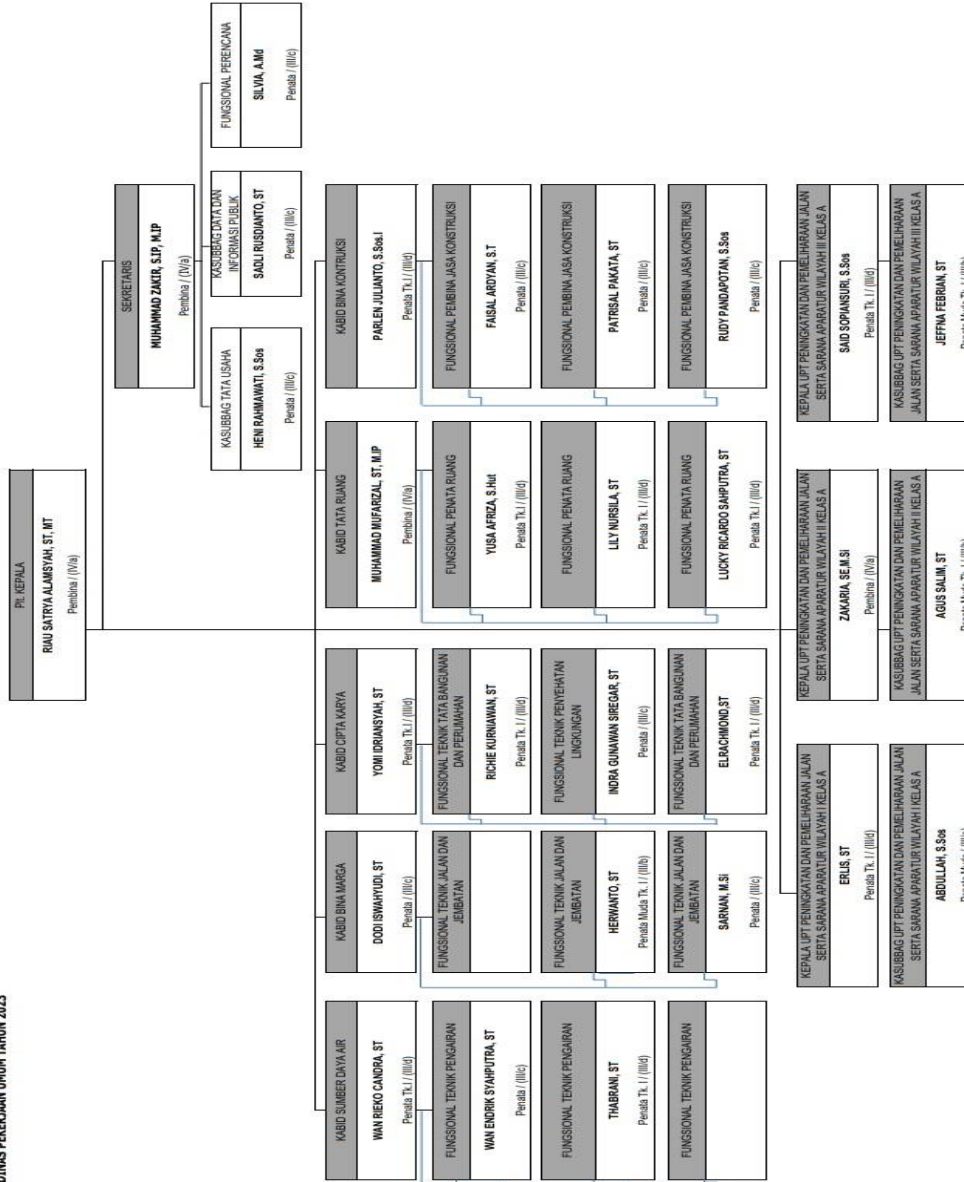 DINAS PEKERJAAN UMUM TAHUN 2023
Plt. KEPALA
RIAU SATRYA ALAMSYAH, ST, MT
Pembina / (IV/a)
SEKRETARIS
MUHAMMAD ZAKIR, S.IP, M.IP
Pembina / (IV/a)
KASUBBAG TATA USAHA
HENI RAHMAWATI, S.Sos
Penata / (III/c)
KASUBBAG DATA DAN
INFORMASI PUBLIK
SADLI RUSDIANTO, ST
Penata / (III/c)
FUNGSIONAL PERENCANA
SILVIA, A.Md
Penata / (III/c)
KABID SUMBER DAYA AIR
WAN RIEKO CANDRA, ST
Penata Tk.I / (III/d)
KABID BINA MARGA
DODI ISWAHYUDI, ST
Penata / (III/c)
KABID CIPTA KARYA
YOMI IDRIANSYAH, ST
Penata Tk.I / (III/d)
KABID TATA RUANG
MUHAMMAD MUFARIZAL, ST, M.IP
Pembina / (IV/a)
KABID BINA KONTRUKSI
PARLEN JULIANTO, S.Sos.I
Penata Tk.I / (III/d)
FUNGSIONAL TEKNIK PENGAIRAN
WAN ENDRIK SYAHPUTRA, ST
Penata / (III/c)
FUNGSIONAL TEKNIK JALAN DAN
JEMBATAN
FUNGSIONAL TEKNIK TATA BANGUNAN
DAN PERUMAHAN
RICHIE KURNIAWAN, ST
Penata Tk. I / (III/d)
FUNGSIONAL PENATA RUANG
YUSA AFRIZA, S.Hut
Penata Tk.I / (III/d)
FUNGSIONAL PEMBINA JASA KONSTRUKSI
FAISAL ARDYAN, S.T
Penata / (III/c)
FUNGSIONAL TEKNIK PENGAIRAN
THABRANI, ST
Penata Tk. I / (III/d)
FUNGSIONAL TEKNIK JALAN DAN
JEMBATAN
HERWANTO, ST
Penata Muda Tk. I / (III/b)
FUNGSIONAL TEKNIK PENYEHATAN
LINGKUNGAN
INDRA GUNAWAN SIREGAR, ST
Penata / (III/c)
FUNGSIONAL PENATA RUANG
LILY NURSILA, ST
Penata Tk.I / (III/d)
FUNGSIONAL PEMBINA JASA KONSTRUKSI
PATRISAL PAKATA, ST
Penata / (III/c)
FUNGSIONAL TEKNIK PENGAIRAN
FUNGSIONAL TEKNIK JALAN DAN
JEMBATAN
SARNAN, M.Si
Penata / (III/c)
FUNGSIONAL TEKNIK TATA BANGUNAN
DAN PERUMAHAN
ELRACHMOND,ST
Penata Tk. I / (III/d)
FUNGSIONAL PENATA RUANG
LUCKY RICARDO SAHPUTRA, ST
Penata Tk.I / (III/d)
FUNGSIONAL PEMBINA JASA KONSTRUKSI
RUDY PANDAPOTAN, S.Sos
Penata / (III/c)
KEPALA UPT PENINGKATAN DAN PEMELIHARAAN JALAN
SERTA SARANA APARATUR WILAYAH I KELAS A
ERLIS, ST
Penata Tk. I / (III/d)
KEPALA UPT PENINGKATAN DAN PEMELIHARAAN JALAN
SERTA SARANA APARATUR WILAYAH II KELAS A
ZAKARIA, SE,M.Si
Pembina / (IV/a)
KEPALA UPT PENINGKATAN DAN PEMELIHARAAN JALAN
SERTA SARANA APARATUR WILAYAH III KELAS A
SAID SOPIANSURI, S.Sos
Penata Tk. I / (III/d)
KASUBBAG UPT PENINGKATAN DAN PEMELIHARAAN JALAN
SERTA SARANA APARATUR WILAYAH I KELAS A
ABDULLAH, S.Sos
KASUBBAG UPT PENINGKATAN DAN PEMELIHARAAN
JALAN SERTA SARANA APARATUR WILAYAH II KELAS A
AGUS SALIM, ST
KASUBBAG UPT PENINGKATAN DAN PEMELIHARAAN
JALAN SERTA SARANA APARATUR WILAYAH III KELAS A
JEFFNA FEBRIAN, ST